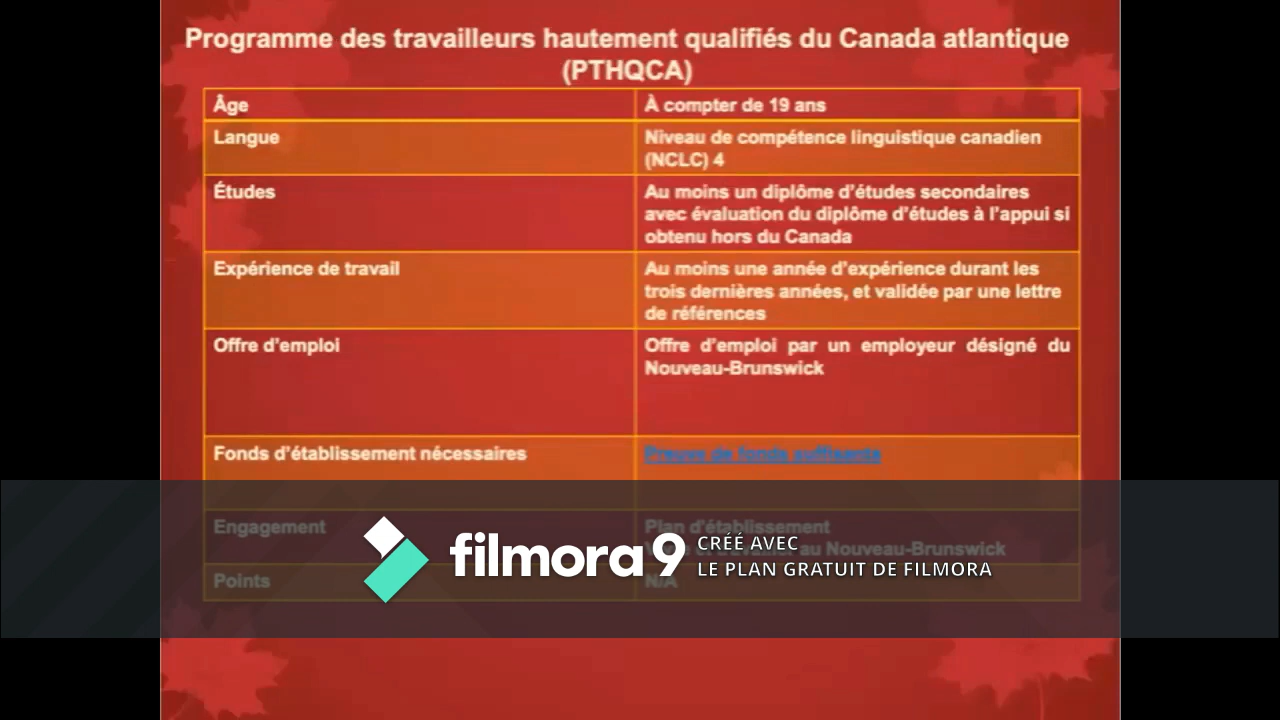 Programme des travailleurs hautement qualifiés du Canada atlantique
(PTHQCA)
Âge
À compter de 19 ans
Langue
Niveau de compétence linguistique canadien
(NCLC) 4
Études
Au moins un diplôme d'études secondaires
avec évaluation du diplôme d'études à l'appui si
obtenu hors du Canada
Expérience de travail
Au moins une année d'expérience durant les
trois dernières années, et validée par une lettre
de références
Offre d'emploi
Offre d'emploi par un employeur désigné du
Nouveau-Brunswick
Fonds d'établissement nécessaires
Preuve de fonds suffisants
Engagement
Plan d'établissement
au Nouveau-Brunswick
Points
N/A
filmora9
CRÉÉ AVEC
LE PLAN GRATUIT DE FILMORA